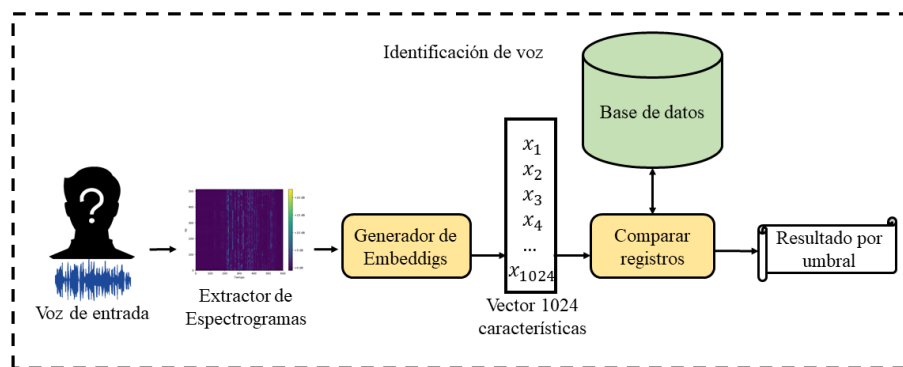 Identificación de voz
Base de datos
?
Voz de entrada
Extractor de
Espectrogramas
Generador de
Embeddigs
x₁
x₂
x₃
x₄
...
x₁₀₂₄
Vector 1024
características
Comparar
registros
Resultado por
umbral